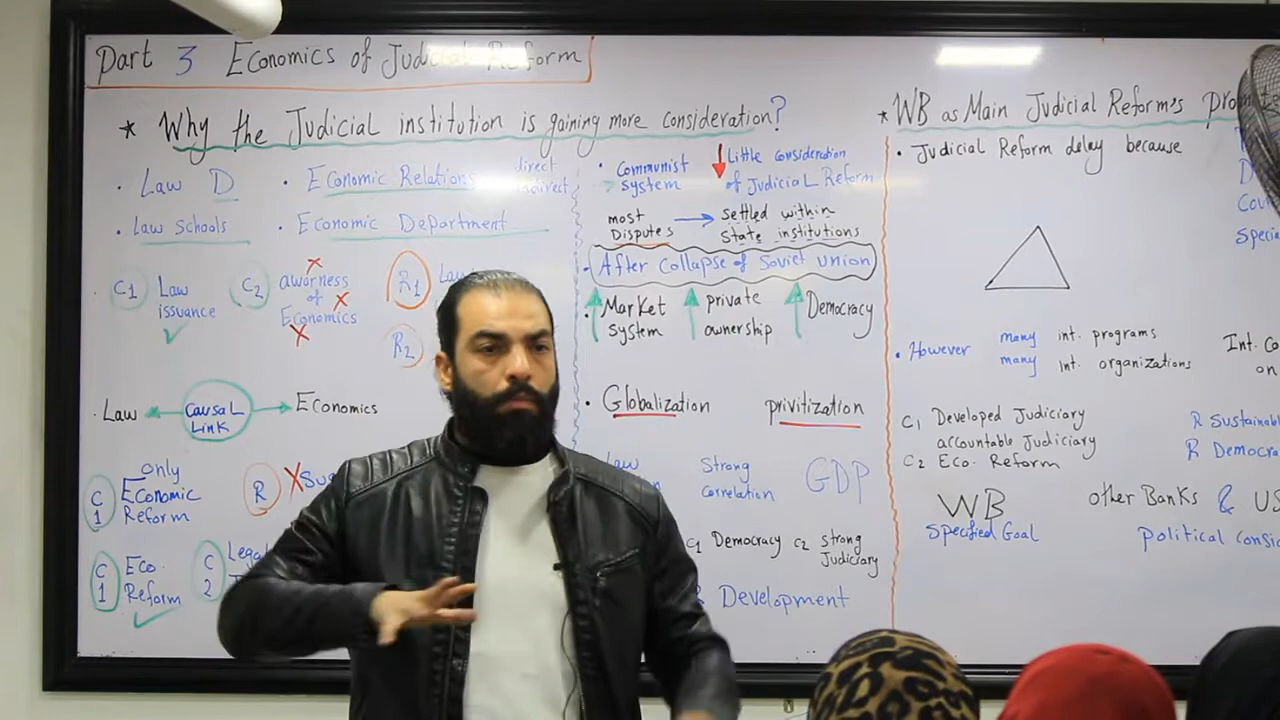 Part 3 Economics of Judicial Reform
* Why the Judicial institution is gaining more consideration?
· Law D · Economic Relations direct
indirect
· Law Schools · Economic Department
C1 Law
issuance
C2 awarness
of
Economics
R1
R2
· Law Causal Link Economics
C1 only
Economic
Reform
R
C1 Eco.
Reform
C2
· Communist
system
Little consideration
of Judicial Reform
most
Disputes
settled within
State institutions
· After collapse of Soviet union
· Market
system
private
ownership
Democracy
· Globalization privitization
Law Strong
correlation
GDP
C1 Democracy C2 strong
Judiciary
Development
* WB as Main Judicial Reform's
· Judicial Reform delay because
· However many int. programs
many int. organizations
C1 Developed Judiciary
accountable Judiciary
C2 Eco. Reform
WB
Specified Goal
other Banks &
Political
Int.
on
R
R